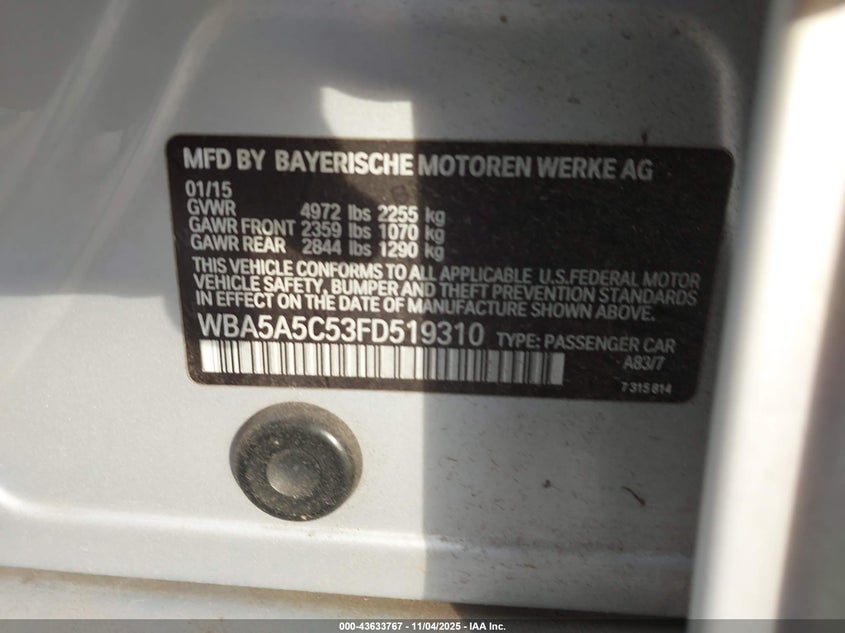 MFD BY BAYERISCHE MOTOREN WERKE AG
01/15
GVWR 4972 lbs 2255 kg
GAWR FRONT 2359 lbs 1070 kg
GAWR REAR 2844 lbs 1290 kg
THIS VEHICLE CONFORMS TO ALL APPLICABLE U.S.FEDERAL MOTOR
VEHICLE SAFETY, BUMPER AND THEFT PREVENTION STANDARDS
IN EFFECT ON THE DATE OF MANUFACTURE SHOWN ABOVE.
WBA5A5C53FD519310 TYPE: PASSENGER CAR
A83/7
7 315 814
000-43633767 - 11/04/2025 - IAA Inc.